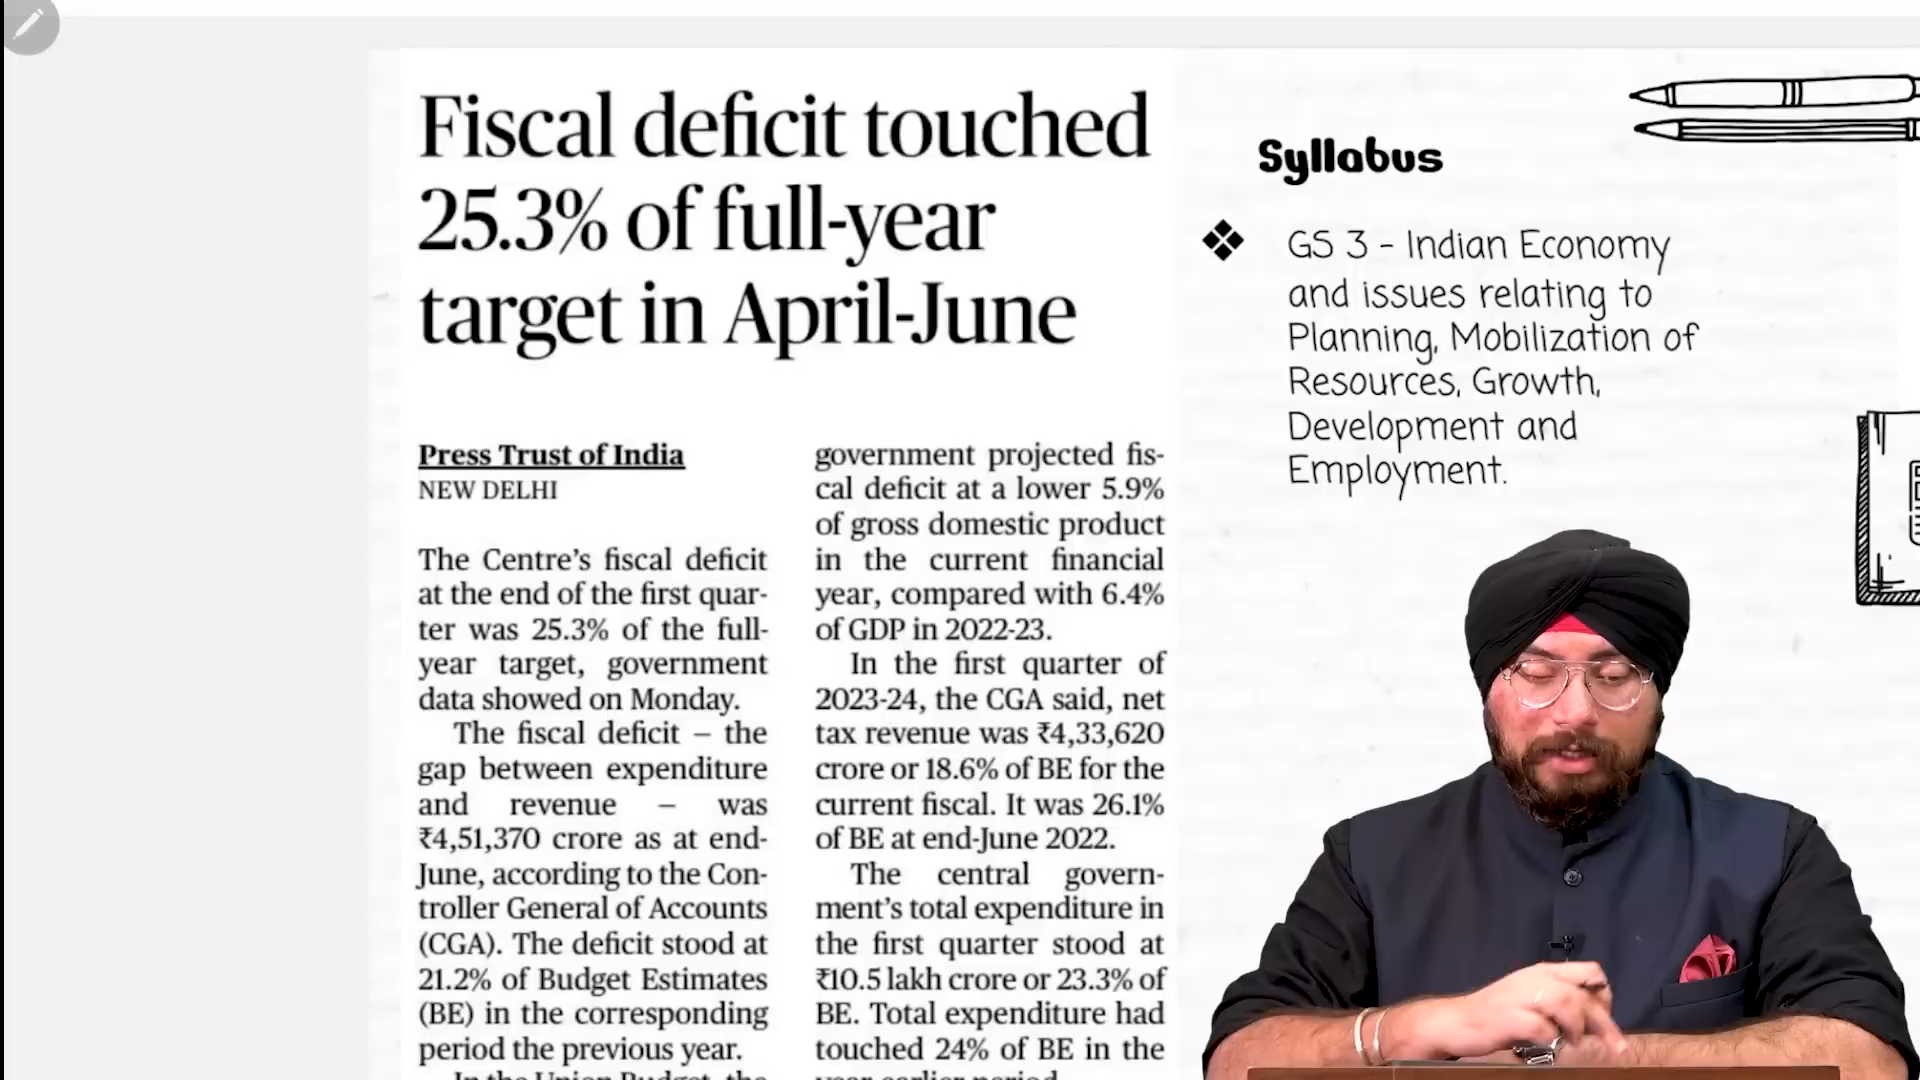 Fiscal deficit touched
25.3% of full-year
target in April-June
Press Trust of India
NEW DELHI
The Centre’s fiscal deficit
at the end of the first quar-
ter was 25.3% of the full-
year target, government
data showed on Monday.
The fiscal deficit – the
gap between expenditure
and revenue – was
₹4,51,370 crore as at end-
June, according to the Con-
troller General of Accounts
(CGA). The deficit stood at
21.2% of Budget Estimates
(BE) in the corresponding
period the previous year.
In the Union Budget, the
government projected fis-
cal deficit at a lower 5.9%
of gross domestic product
in the current financial
year, compared with 6.4%
of GDP in 2022-23.
In the first quarter of
2023-24, the CGA said, net
tax revenue was ₹4,33,620
crore or 18.6% of BE for the
current fiscal. It was 26.1%
of BE at end-June 2022.
The central govern-
ment’s total expenditure in
the first quarter stood at
₹10.5 lakh crore or 23.3% of
BE. Total expenditure had
touched 24% of BE in the
year-earlier period.
Syllabus
❖ GS 3 - Indian Economy
and issues relating to
Planning, Mobilization of
Resources, Growth,
Development and
Employment.